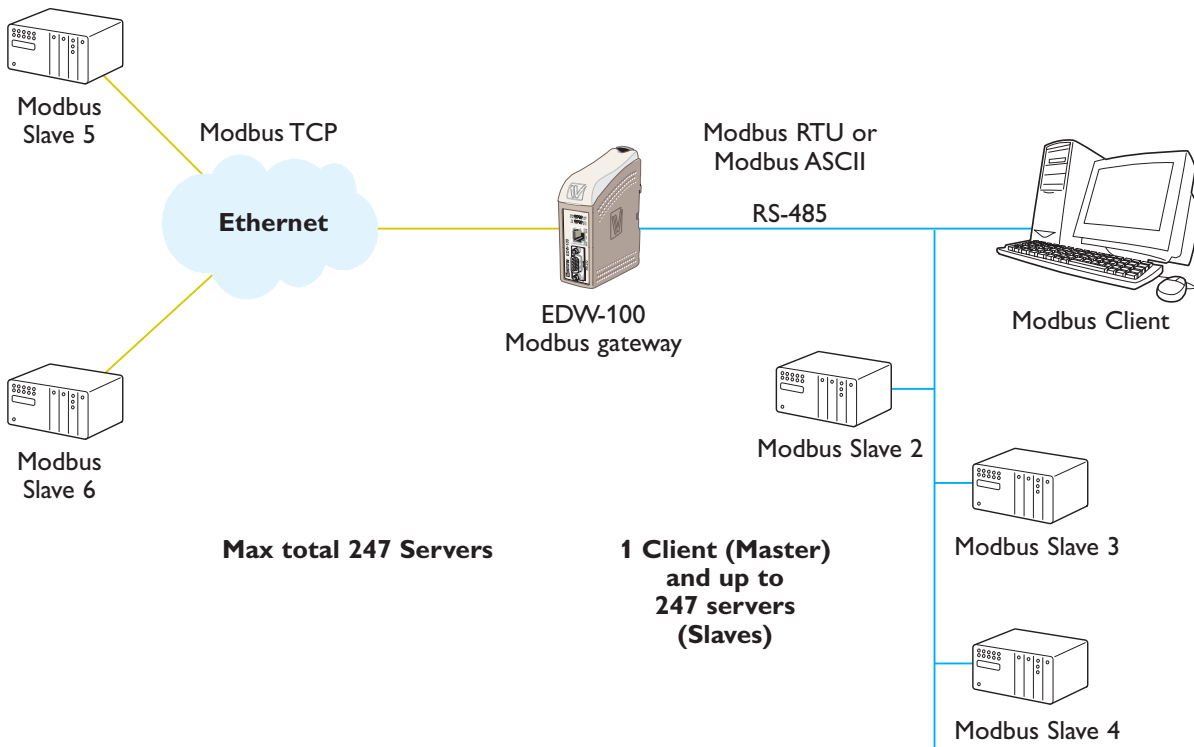 Modbus
Slave 5
Modbus TCP
Ethernet
Modbus RTU or
Modbus ASCII
RS-485
EDW-100
Modbus gateway
Modbus Client
Modbus Slave 2
Modbus
Slave 6
Modbus Slave 3
Max total 247 Servers
1 Client (Master)
and up to
247 servers
(Slaves)
Modbus Slave 4